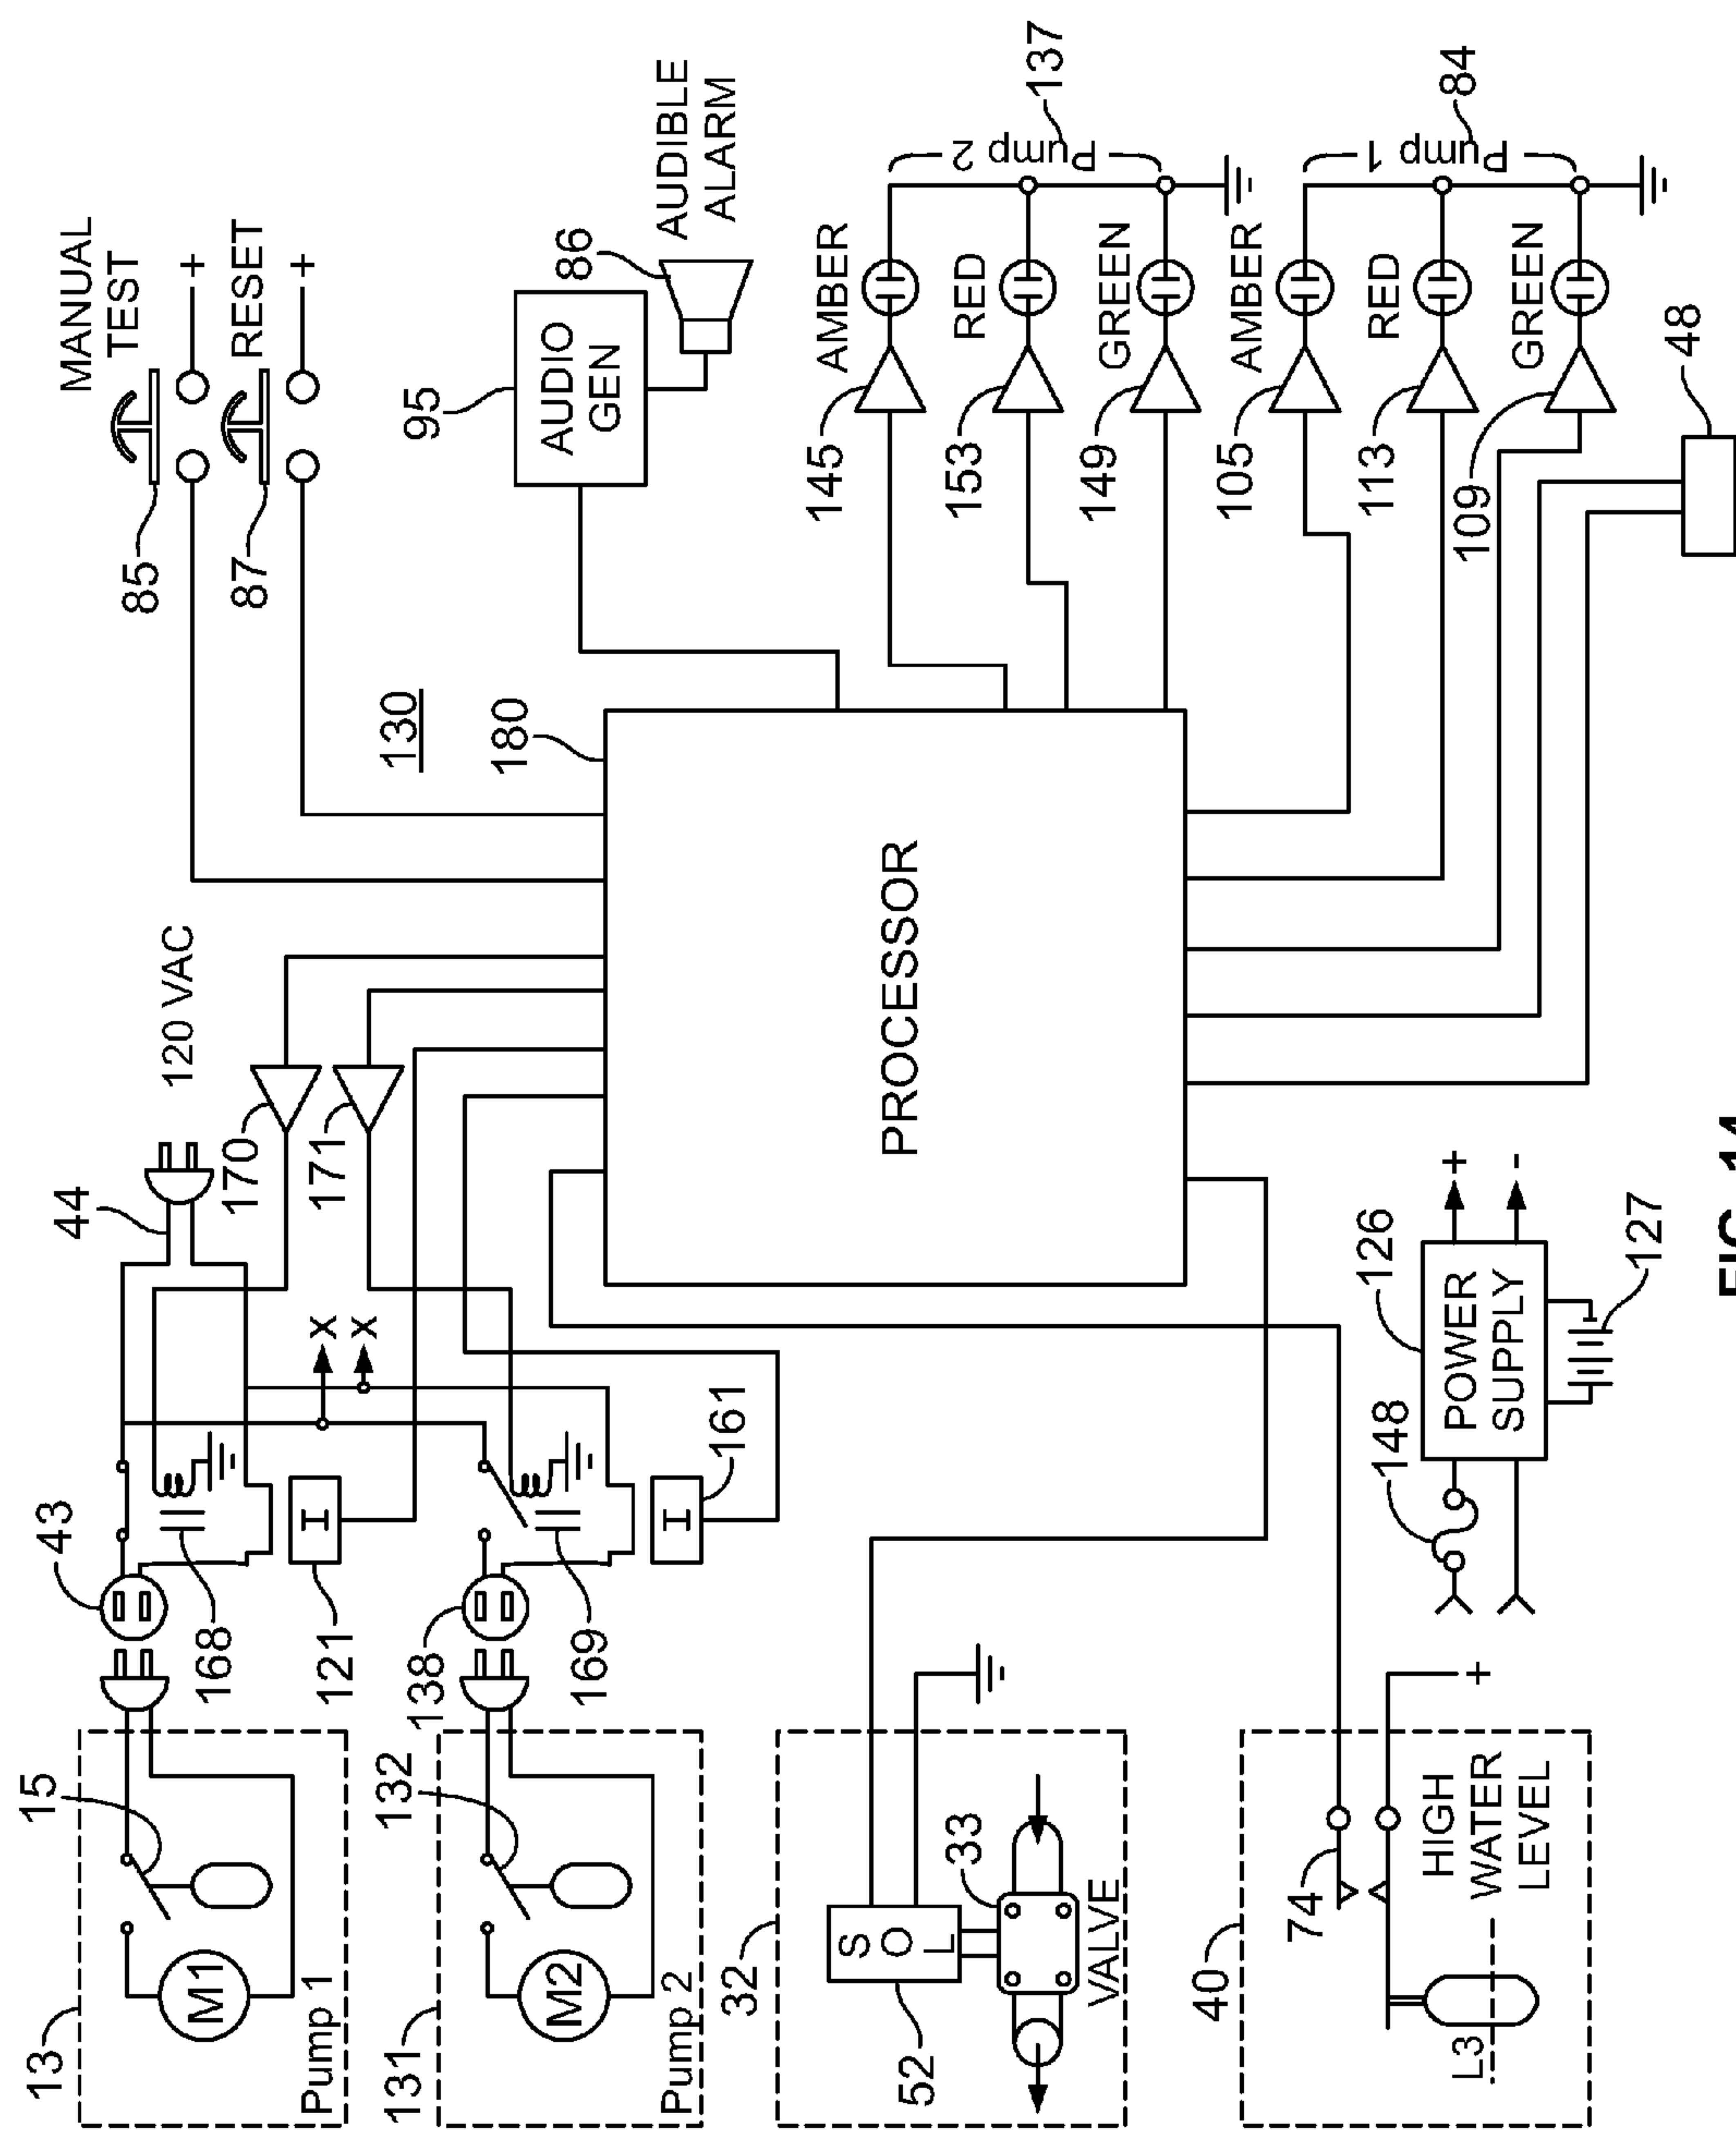 MANUAL
TEST
+
85
RESET
+
87
AUDIBLE
ALARM
86
95
AUDIO
GEN
130
180
PROCESSOR
120 VAC
44
170
171
X
X
43
168
121
I
15
13
M1
Pump 1
138
169
161
I
132
131
M2
Pump 2
32
SOL
52
33
VALVE
40
74
L3
HIGH
WATER
LEVEL
+
148
126
POWER
SUPPLY
+
-
127
AMBER
145
RED
153
GREEN
149
Pump 2
137
AMBER
105
RED
113
GREEN
109
Pump 1
84
48